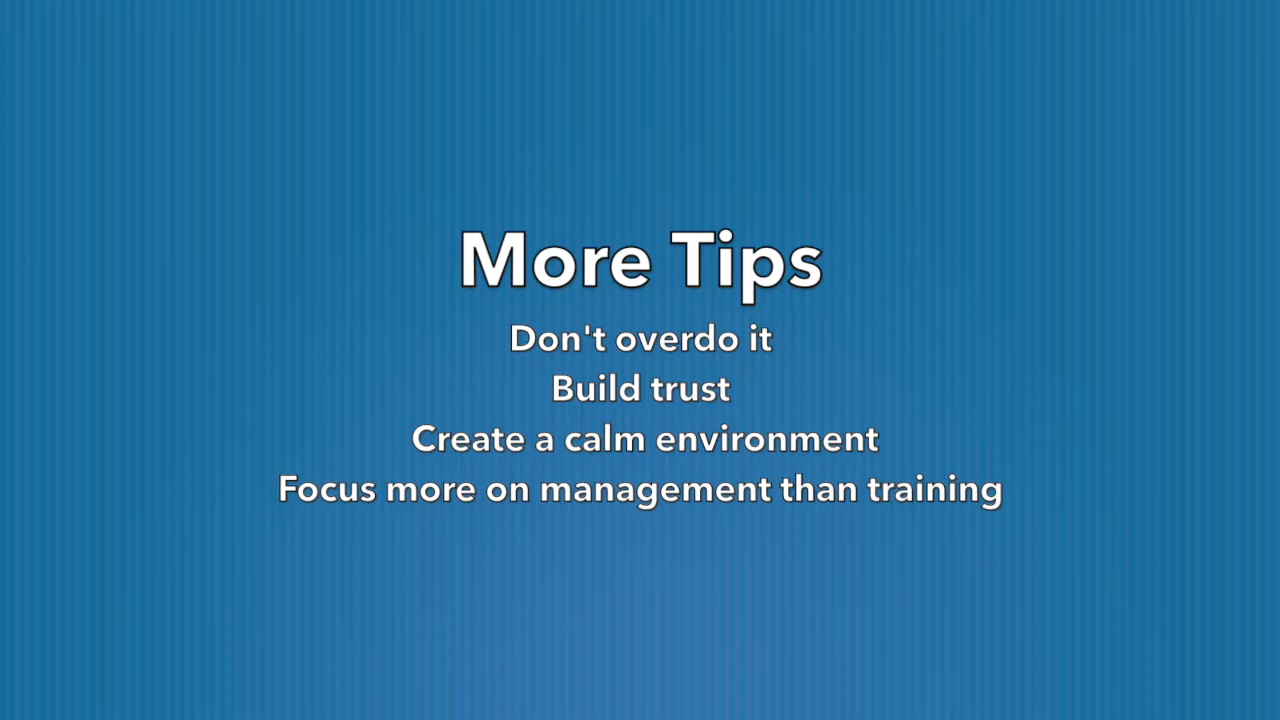 More Tips
Don't overdo it
Build trust
Create a calm environment
Focus more on management than training